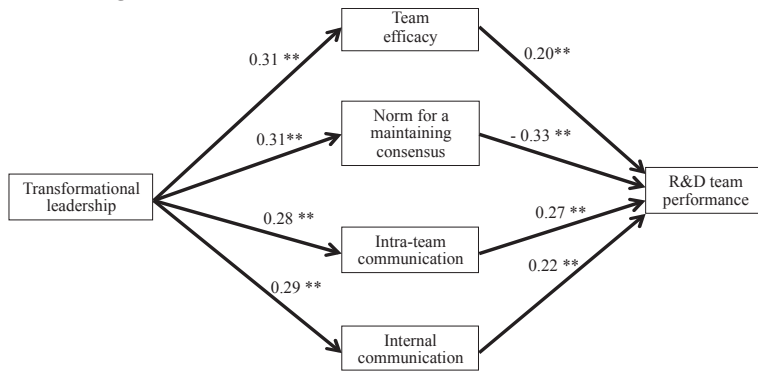 Team
efficacy
0.31 **
0.20**
Norm for a
maintaining
consensus
0.31**
- 0.33 **
Transformational
leadership
R&D team
performance
0.28 **
Intra-team
communication
0.27 **
0.29 **
0.22 **
Internal
communication